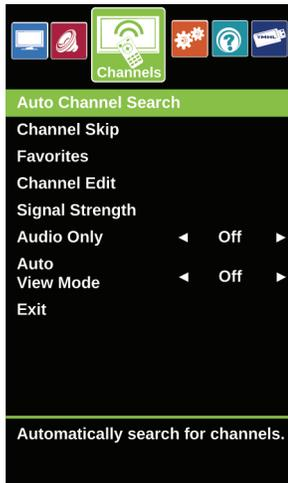 Channels
Auto Channel Search
Channel Skip
Favorites
Channel Edit
Signal Strength
Audio Only ◄ Off ►
Auto
View Mode ◄ Off ►
Exit
Automatically search for channels.